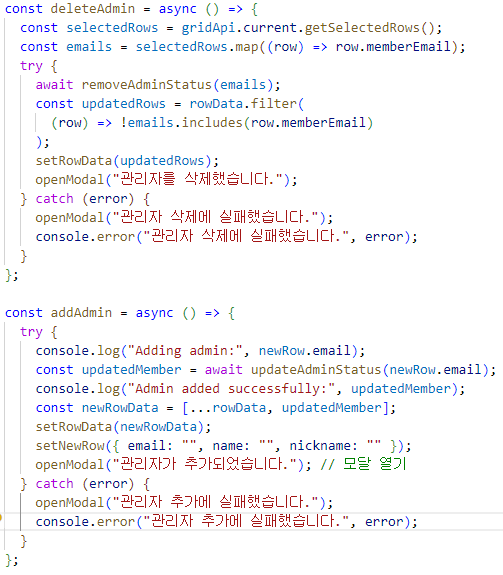 const deleteAdmin = async () => {
  const selectedRows = gridApi.current.getSelectedRows();
  const emails = selectedRows.map((row) => row.memberEmail);
  try {
    await removeAdminStatus(emails);
    const updatedRows = rowData.filter(
      (row) => !emails.includes(row.memberEmail)
    );
    setRowData(updatedRows);
    openModal("관리자를 삭제했습니다.");
  } catch (error) {
    openModal("관리자 삭제에 실패했습니다.");
    console.error("관리자 삭제에 실패했습니다.", error);
  }
};

const addAdmin = async () => {
  try {
    console.log("Adding admin:", newRow.email);
    const updatedMember = await updateAdminStatus(newRow.email);
    console.log("Admin added successfully:", updatedMember);
    const newRowData = [...rowData, updatedMember];
    setRowData(newRowData);
    setNewRow({ email: "", name: "", nickname: "" });
    openModal("관리자가 추가되었습니다."); // 모달 열기
  } catch (error) {
    openModal("관리자 추가에 실패했습니다.");
    console.error("관리자 추가에 실패했습니다.", error);
  }
};